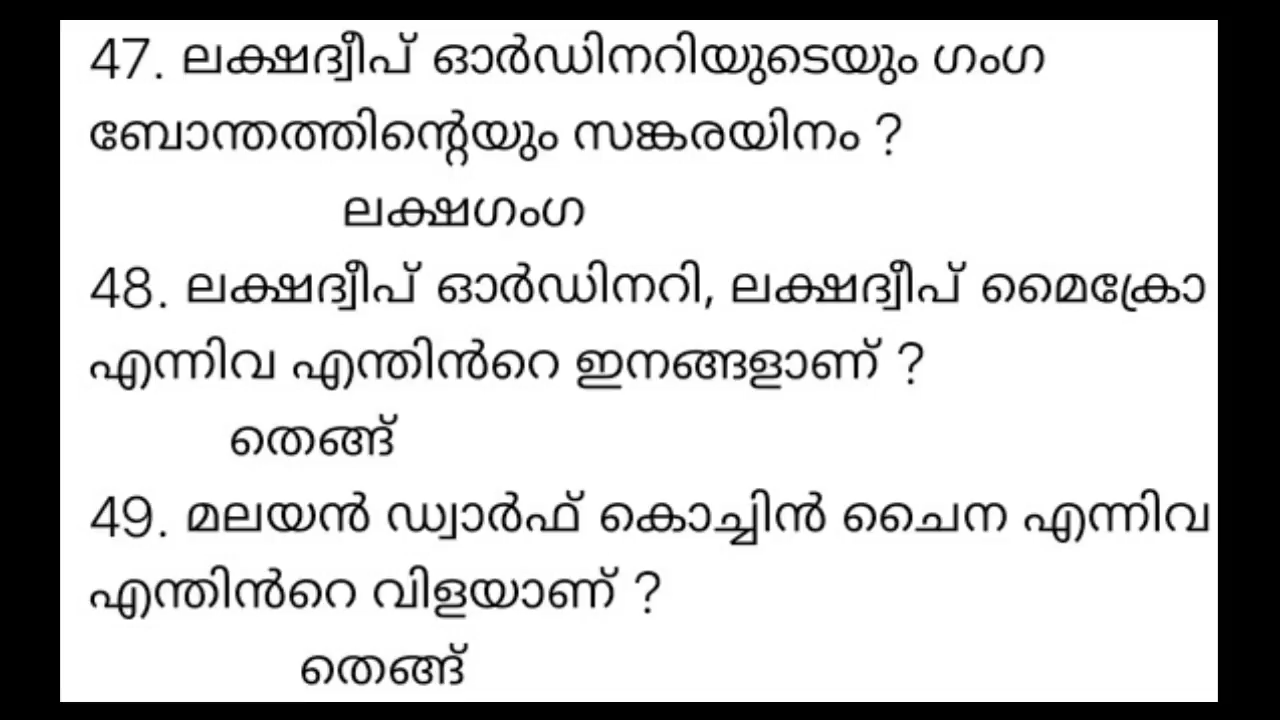 47. ലക്ഷദ്വീപ് ഓർഡിനറിയുടെയും ഗംഗ
ബോന്തത്തിന്റെയും സങ്കരയിനം ?
ലക്ഷഗംഗ
48. ലക്ഷദ്വീപ് ഓർഡിനറി, ലക്ഷദ്വീപ് മൈക്രോ
എന്നിവ എന്തിൻറെ ഇനങ്ങളാണ് ?
തെങ്ങ്
49. മലയൻ ഡ്വാർഫ് കൊച്ചിൻ ചൈന എന്നിവ
എന്തിൻറെ വിളയാണ് ?
തെങ്ങ്